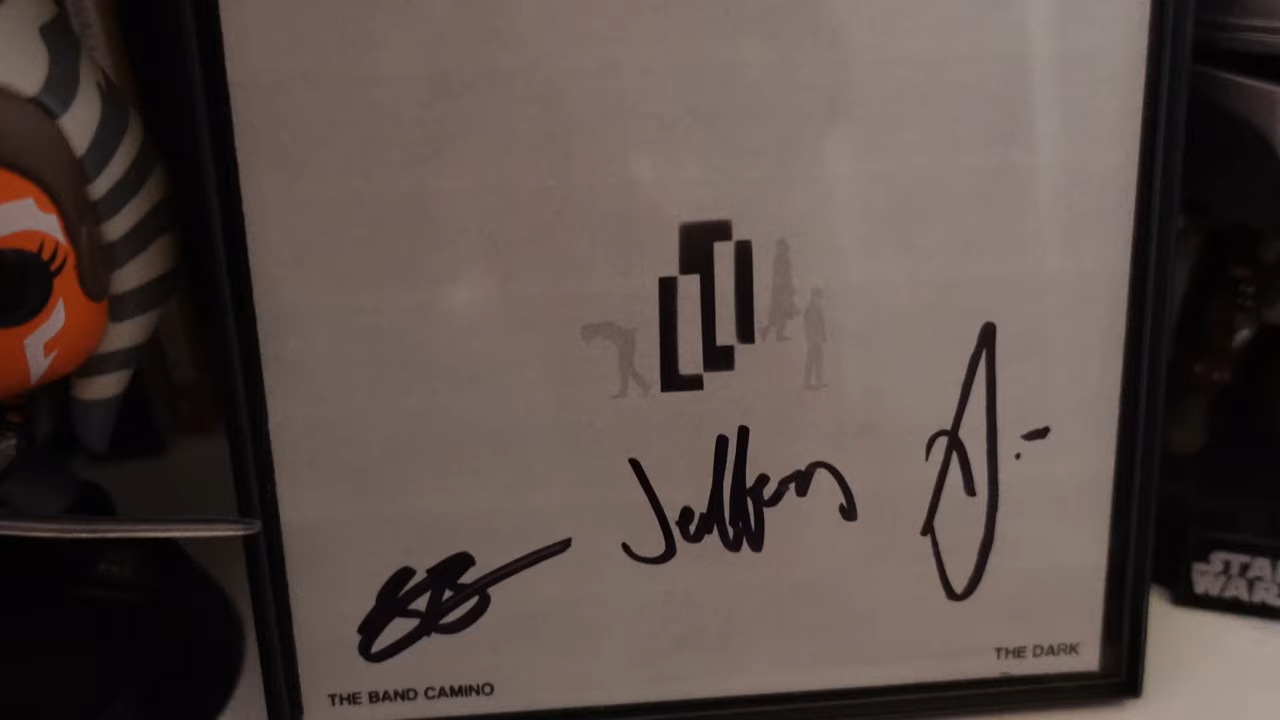 Jeffery
THE BAND CAMINO
THE DARK
STAR
WARS